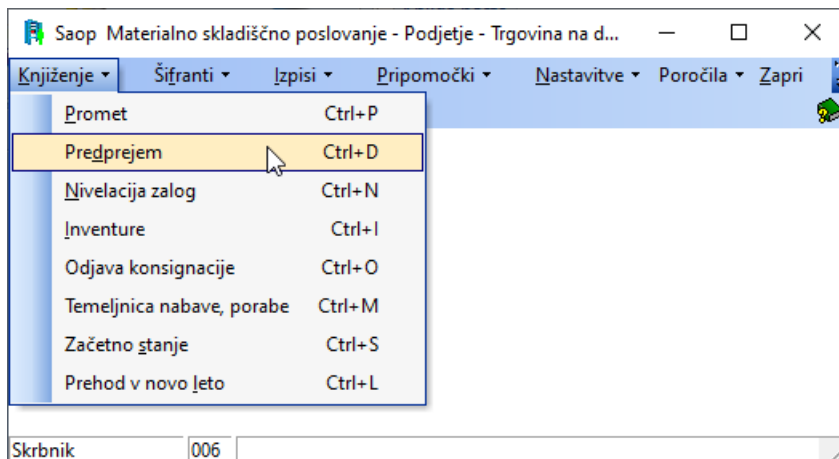 Saop Materialno skladiščno poslovanje - Podjetje - Trgovina na d...
Knjiženje Šifranti Izpisi Pripomočki Nastavitve Poročila Zapri
Promet Ctrl+P
Predprejem Ctrl+D
Nivelacija zalog Ctrl+N
Inventure Ctrl+I
Odjava konsignacije Ctrl+O
Temeljnica nabave, porabe Ctrl+M
Začetno stanje Ctrl+S
Prehod v novo leto Ctrl+L
Skrbnik 006